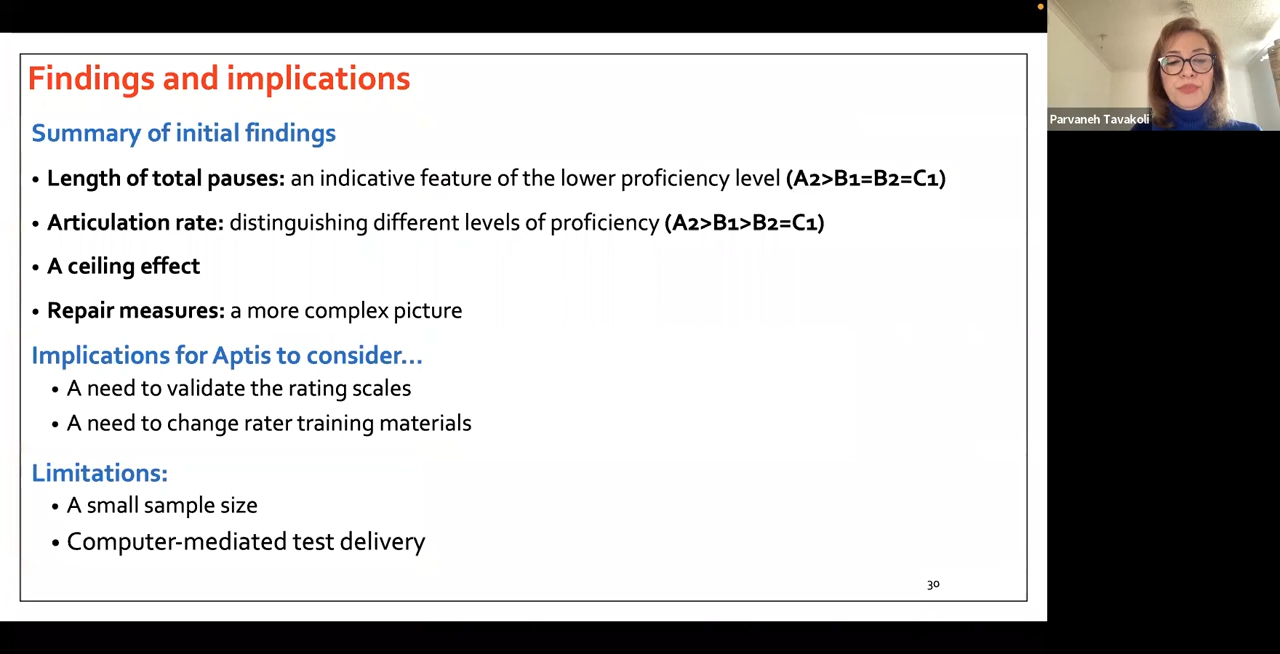 Findings and implications
Summary of initial findings
• Length of total pauses: an indicative feature of the lower proficiency level (A2>B1=B2=C1)
• Articulation rate: distinguishing different levels of proficiency (A2>B1>B2=C1)
• A ceiling effect
• Repair measures: a more complex picture
Implications for Aptis to consider...
• A need to validate the rating scales
• A need to change rater training materials
Limitations:
• A small sample size
• Computer-mediated test delivery
30
Parvaneh Tavakoli